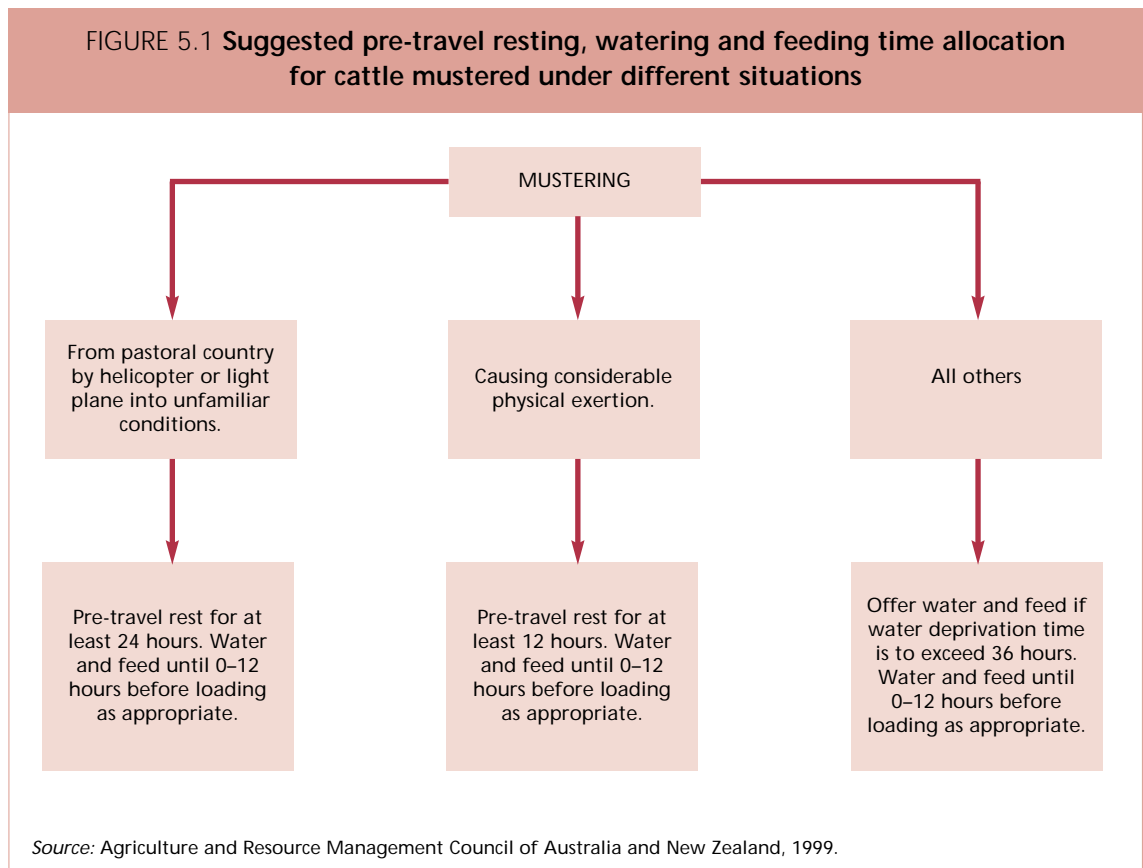 FIGURE 5.1 Suggested pre-travel resting, watering and feeding time allocation
for cattle mustered under different situations
MUSTERING
From pastoral country
by helicopter or light
plane into unfamiliar
conditions.
Causing considerable
physical exertion.
All others
Pre-travel rest for at
least 24 hours. Water
and feed until 0–12
hours before loading
as appropriate.
Pre-travel rest for at
least 12 hours. Water
and feed until 0–12
hours before loading
as appropriate.
Offer water and feed if
water deprivation time
is to exceed 36 hours.
Water and feed until
0–12 hours before
loading as appropriate.
Source: Agriculture and Resource Management Council of Australia and New Zealand, 1999.